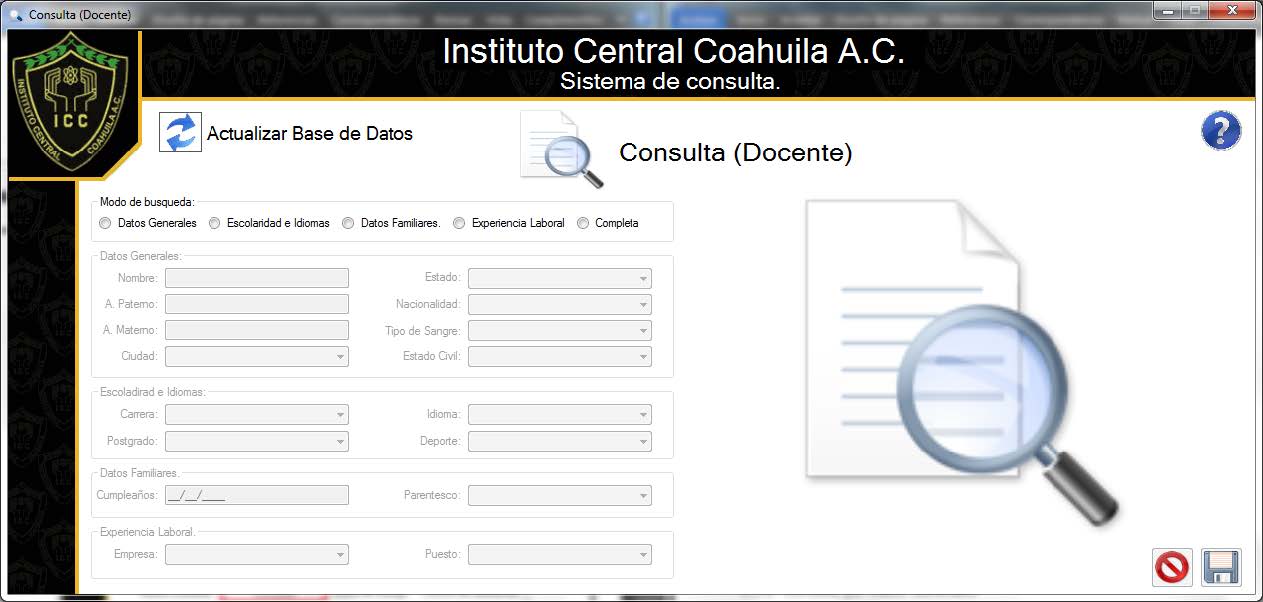 Consulta (Docente)
Instituto Central Coahuila A.C.
Sistema de consulta.
INSTITUTO CENTRAL COAHUILA A.C.
ICC
Actualizar Base de Datos
Consulta (Docente)
?
Modo de busqueda:
Datos Generales Escolaridad e Idiomas Datos Familiares. Experiencia Laboral Completa
Datos Generales:
Nombre: Estado:
A. Paterno: Nacionalidad:
A. Materno: Tipo de Sangre:
Ciudad: Estado Civil:
Escoladirad e Idiomas:
Carrera: Idioma:
Postgrado: Deporte:
Datos Familiares.
Cumpleaños: __/__/____ Parentesco:
Experiencia Laboral.
Empresa: Puesto: